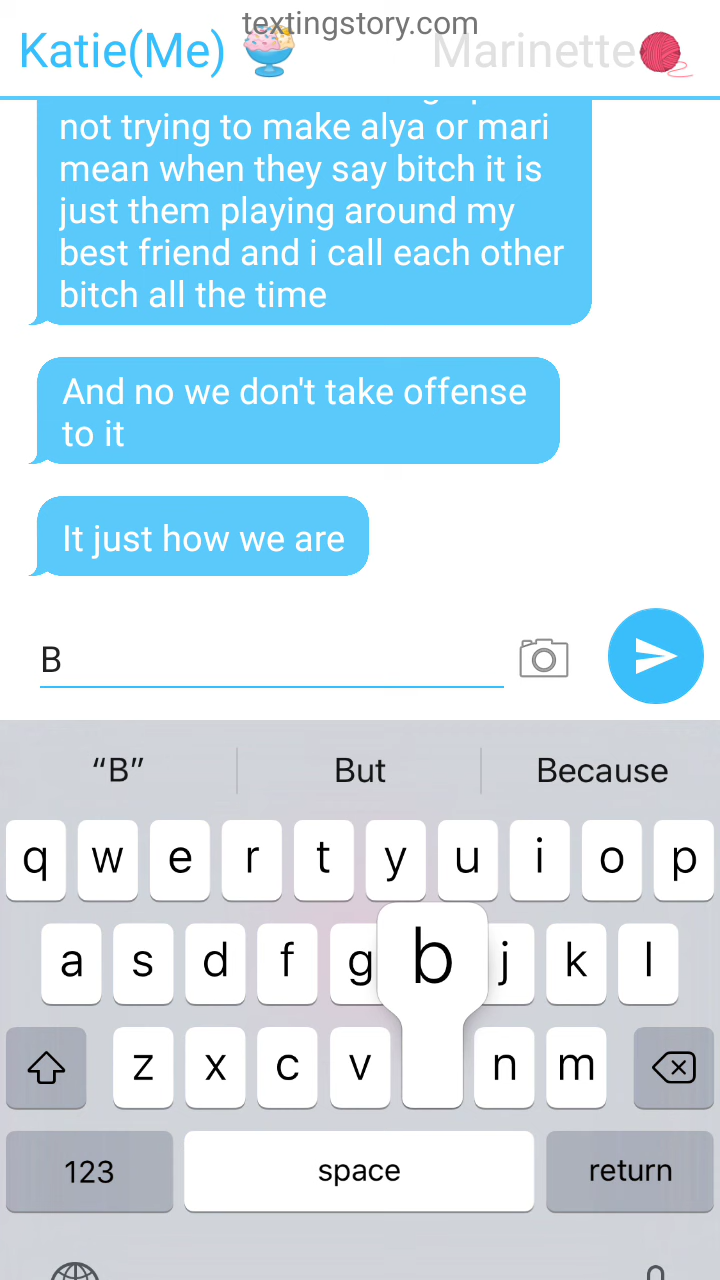 textingstory.com
Katie(Me) Marinette
not trying to make alya or mari
mean when they say bitch it is
just them playing around my
best friend and i call each other
bitch all the time
And no we don't take offense
to it
It just how we are
B
“B” But Because
q w e r t y u i o p
a s d f g b j k l
z x c v n m
123 space return